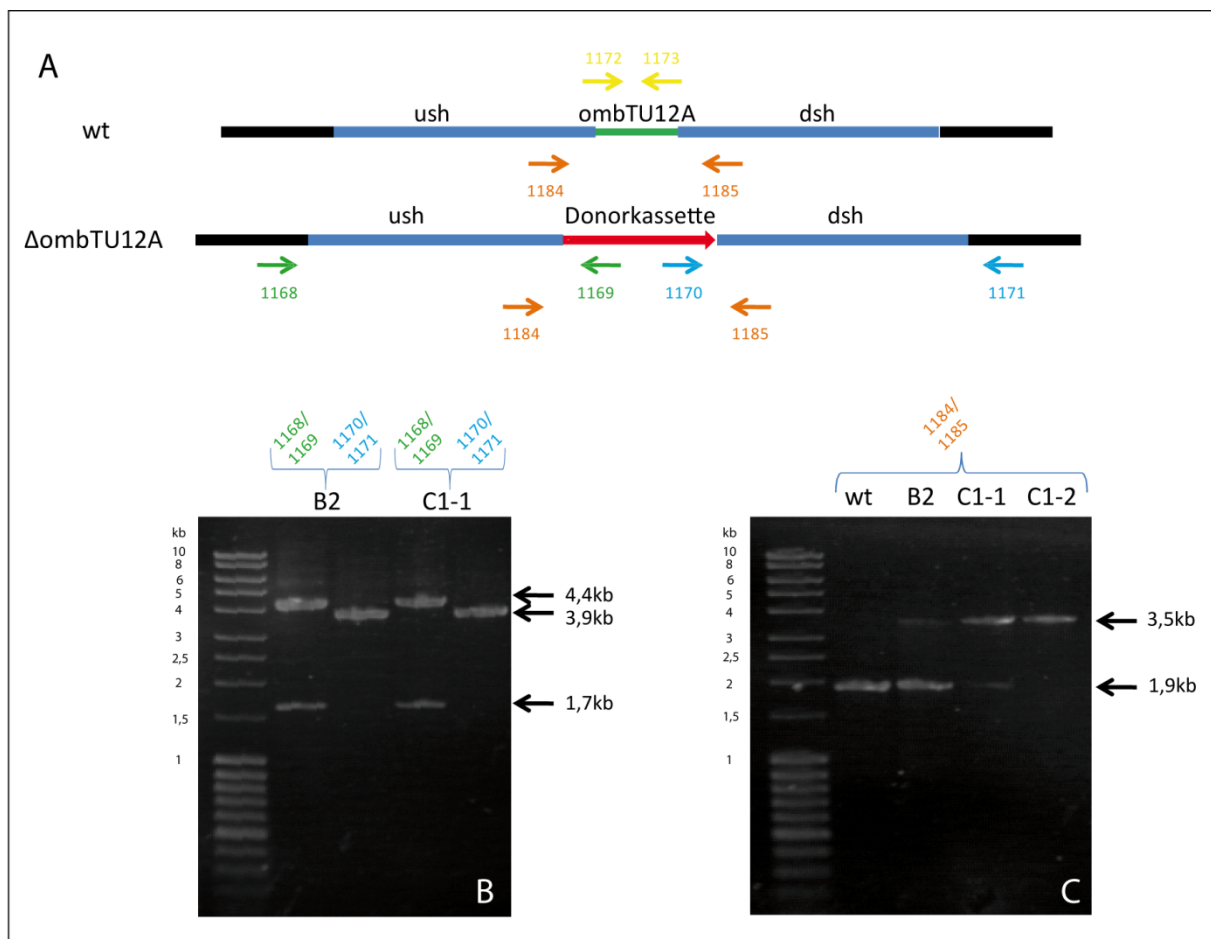 A
1172 1173
wt
ush ombTU12A dsh
1184 1185
ΔombTU12A
ush Donorkassette dsh
1168 1169 1170 1171
1184 1185
1168/
1169
1170/
1171
1168/
1169
1170/
1171
B2 C1-1
kb
10
8
6
5
4
3
2,5
2
1,5
1
4,4kb
3,9kb
1,7kb
B
1184/
1185
wt B2 C1-1 C1-2
kb
10
8
6
5
4
3
2,5
2
1,5
1
3,5kb
1,9kb
C